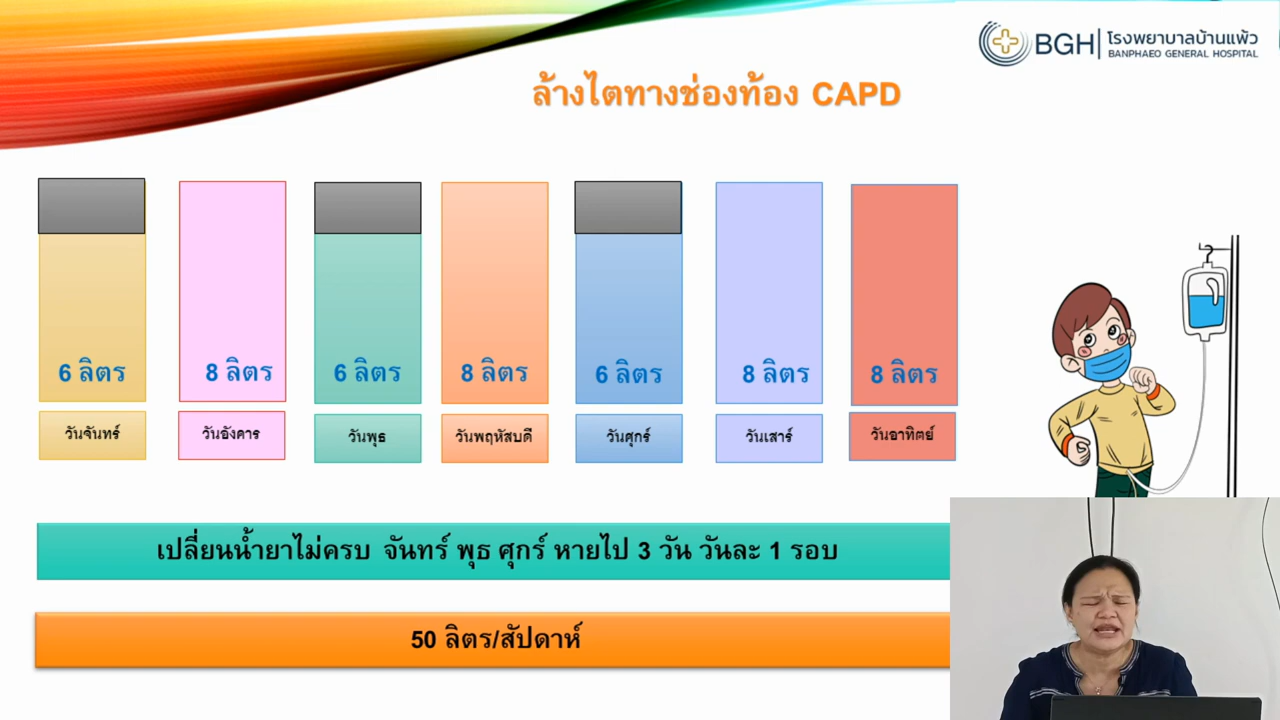 BGH โรงพยาบาลบ้านแพ้ว
BANPHAEO GENERAL HOSPITAL
ล้างไตทางช่องท้อง CAPD
6 ลิตร
8 ลิตร
6 ลิตร
8 ลิตร
6 ลิตร
8 ลิตร
8 ลิตร
วันจันทร์
วันอังคาร
วันพุธ
วันพฤหัสบดี
วันศุกร์
วันเสาร์
วันอาทิตย์
เปลี่ยนน้ำยาไม่ครบ จันทร์ พุธ ศุกร์ หายไป 3 วัน วันละ 1 รอบ
50 ลิตร/สัปดาห์